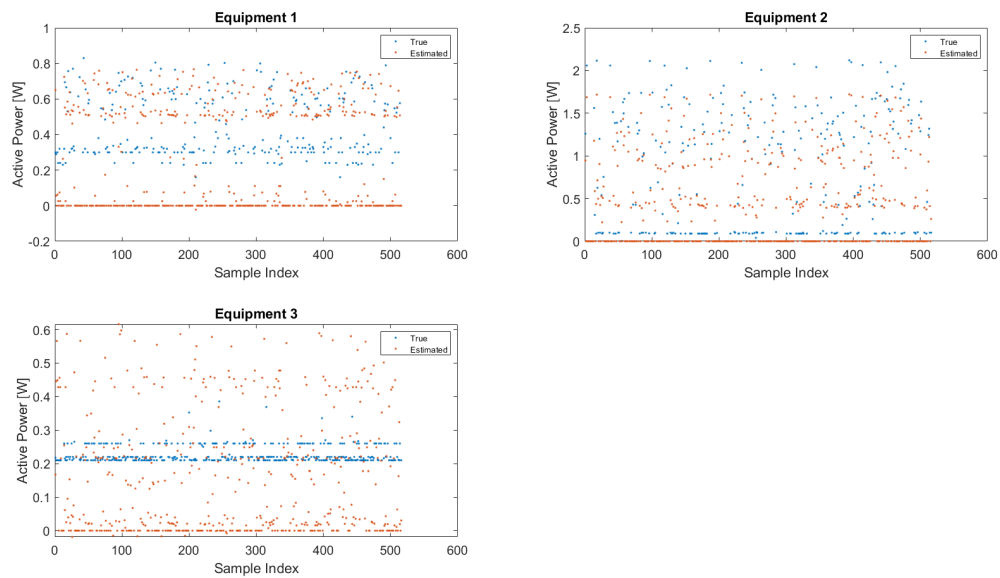 Equipment 1
1
0.8
0.6
0.4
0.2
0
-0.2
Active Power [W]
True
Estimated
0 100 200 300 400 500 600
Sample Index
Equipment 2
2.5
2
1.5
1
0.5
0
Active Power [W]
True
Estimated
0 100 200 300 400 500 600
Sample Index
Equipment 3
0.6
0.5
0.4
0.3
0.2
0.1
0
Active Power [W]
True
Estimated
0 100 200 300 400 500 600
Sample Index